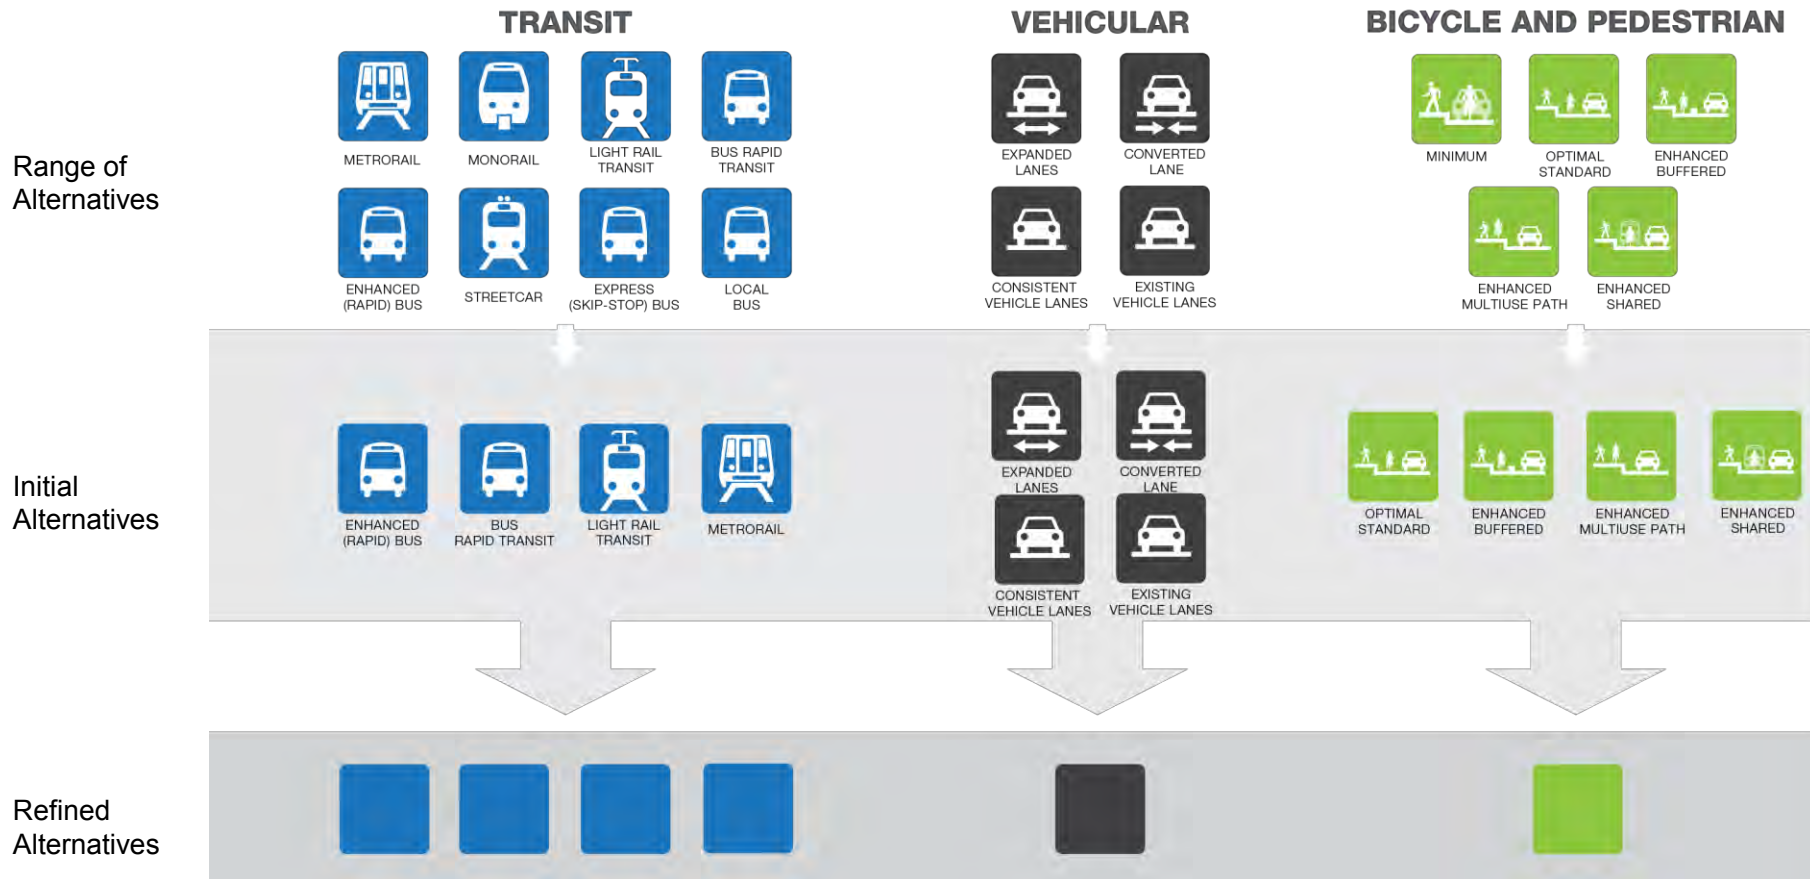 TRANSIT
VEHICULAR
BICYCLE AND PEDESTRIAN
Range of
Alternatives
METRORAIL
MONORAIL
LIGHT RAIL
TRANSIT
BUS RAPID
TRANSIT
ENHANCED
(RAPID) BUS
STREETCAR
EXPRESS
(SKIP-STOP) BUS
LOCAL
BUS
EXPANDED
LANES
CONVERTED
LANE
CONSISTENT
VEHICLE LANES
EXISTING
VEHICLE LANES
MINIMUM
OPTIMAL
STANDARD
ENHANCED
BUFFERED
ENHANCED
MULTIUSE PATH
ENHANCED
SHARED
Initial
Alternatives
ENHANCED
(RAPID) BUS
BUS
RAPID TRANSIT
LIGHT RAIL
TRANSIT
METRORAIL
EXPANDED
LANES
CONVERTED
LANE
CONSISTENT
VEHICLE LANES
EXISTING
VEHICLE LANES
OPTIMAL
STANDARD
ENHANCED
BUFFERED
ENHANCED
MULTIUSE PATH
ENHANCED
SHARED
Refined
Alternatives